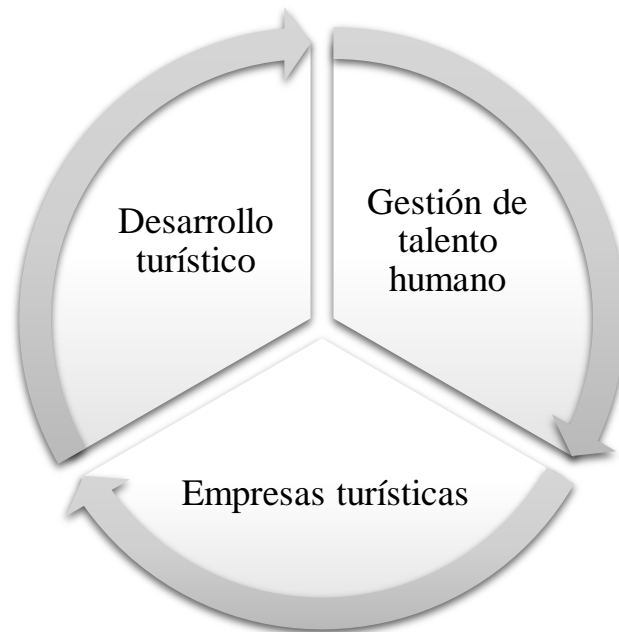 Desarrollo
turístico
Gestión de
talento
humano
Empresas turísticas